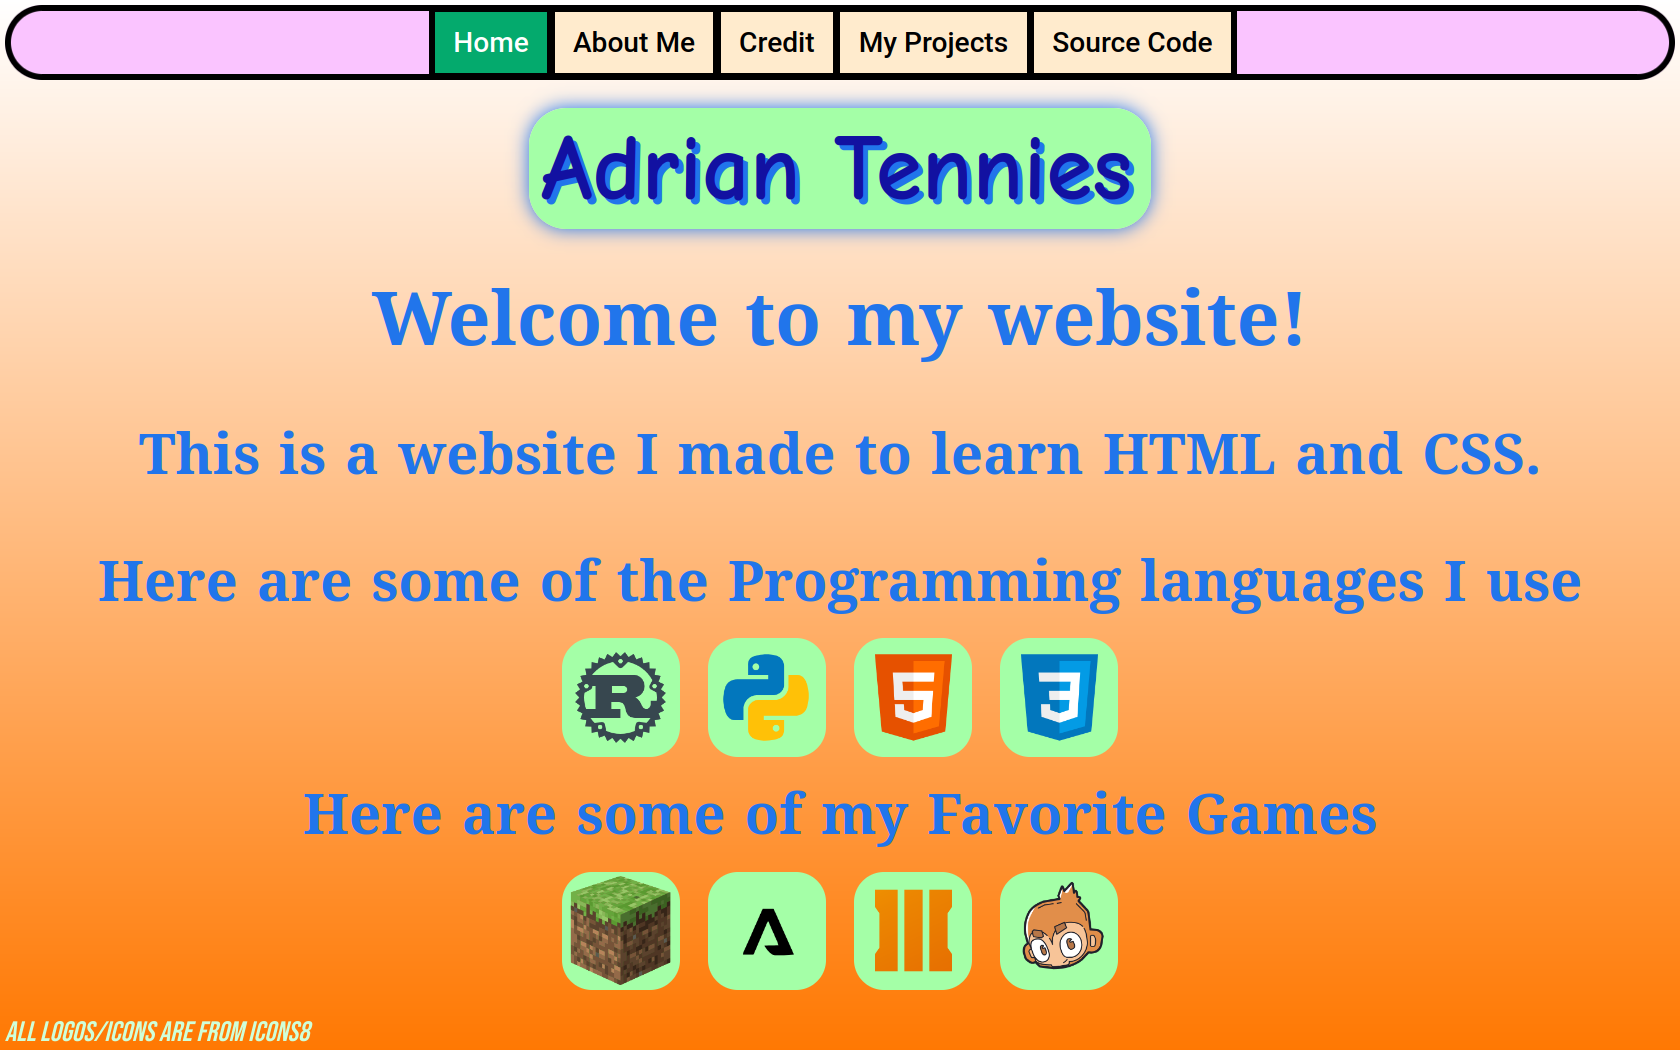 Home About Me Credit My Projects Source Code
Adrian Tennies
Welcome to my website!
This is a website I made to learn HTML and CSS.
Here are some of the Programming languages I use
R 5 3
Here are some of my Favorite Games
III
ALL LOGOS/ICONS ARE FROM ICONS8